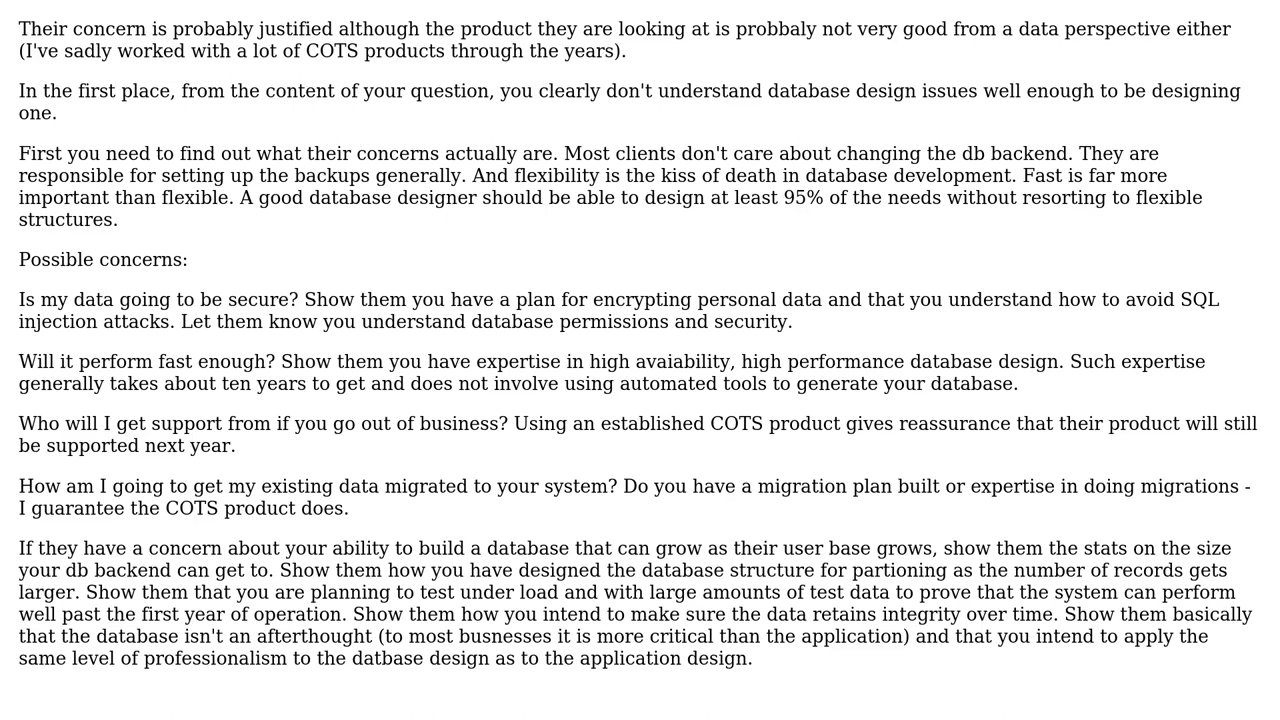 Their concern is probably justified although the product they are looking at is probbaly not very good from a data perspective either
(I've sadly worked with a lot of COTS products through the years).
In the first place, from the content of your question, you clearly don't understand database design issues well enough to be designing
one.
First you need to find out what their concerns actually are. Most clients don't care about changing the db backend. They are
responsible for setting up the backups generally. And flexibility is the kiss of death in database development. Fast is far more
important than flexible. A good database designer should be able to design at least 95% of the needs without resorting to flexible
structures.
Possible concerns:
Is my data going to be secure? Show them you have a plan for encrypting personal data and that you understand how to avoid SQL
injection attacks. Let them know you understand database permissions and security.
Will it perform fast enough? Show them you have expertise in high avaiability, high performance database design. Such expertise
generally takes about ten years to get and does not involve using automated tools to generate your database.
Who will I get support from if you go out of business? Using an established COTS product gives reassurance that their product will still
be supported next year.
How am I going to get my existing data migrated to your system? Do you have a migration plan built or expertise in doing migrations -
I guarantee the COTS product does.
If they have a concern about your ability to build a database that can grow as their user base grows, show them the stats on the size
your db backend can get to. Show them how you have designed the database structure for partioning as the number of records gets
larger. Show them that you are planning to test under load and with large amounts of test data to prove that the system can perform
well past the first year of operation. Show them how you intend to make sure the data retains integrity over time. Show them basically
that the database isn't an afterthought (to most busnesses it is more critical than the application) and that you intend to apply the
same level of professionalism to the datbase design as to the application design.